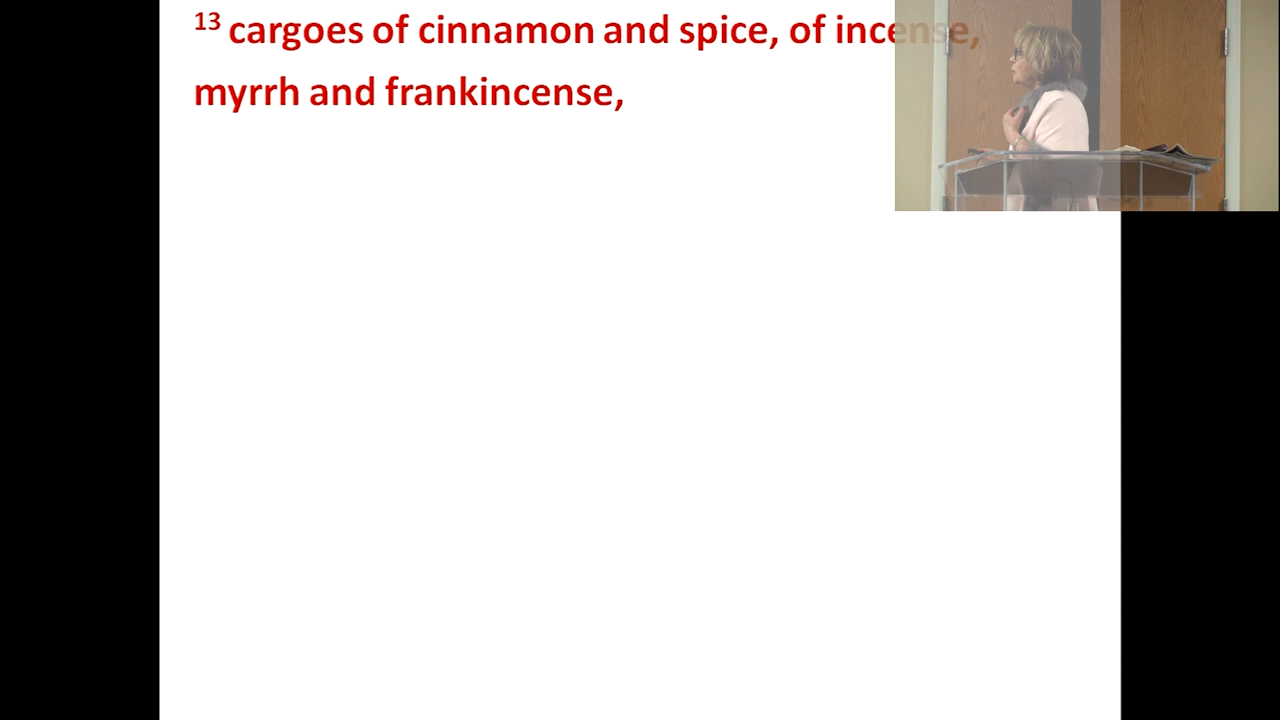 13 cargoes of cinnamon and spice, of incense,
myrrh and frankincense,